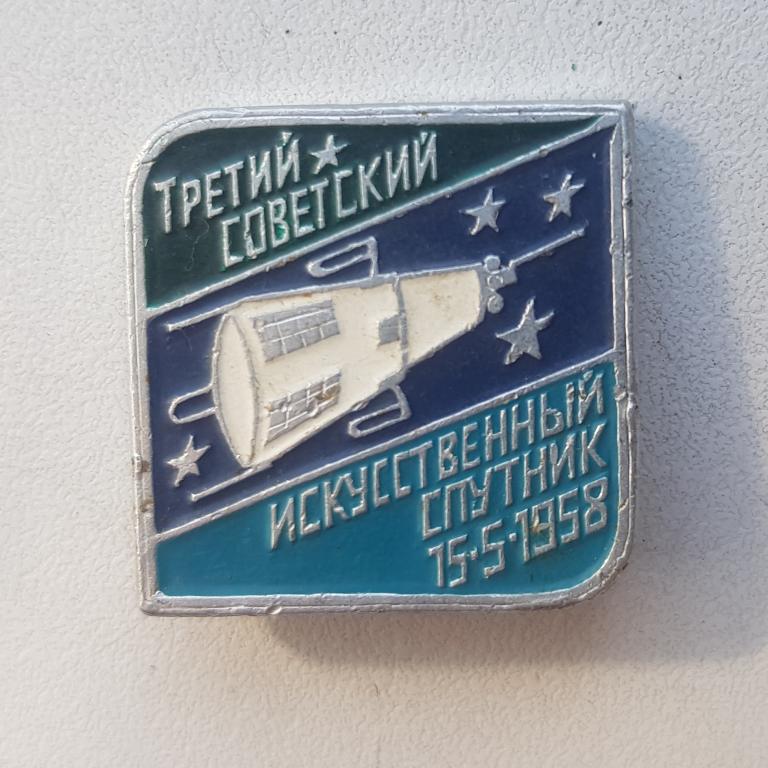 ТРЕТИЙ
СОВЕТСКИЙ
ИСКУССТВЕННЫЙ
СПУТНИК
15·5·1958